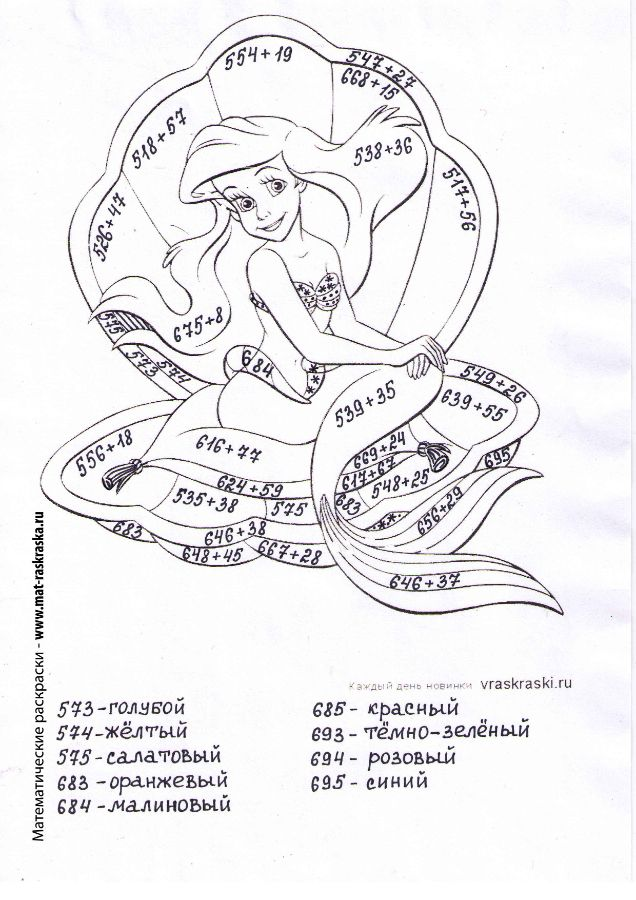 554+19
547+27
668+15
518+57
538+36
517+56
526+47
575
675+8
573
574
684
549+26
539+35
639+55
556+18
616+77
669+24
695
617+67
624+59
548+25
535+38
575
683
656+29
683
646+38
648+45
667+28
646+37
Математические раскраски - www.mat-raskraska.ru
Каждый день новинки vraskraski.ru
573-голубой
574-жёлтый
575-салатовый
683-оранжевый
684-малиновый
685- красный
693- тёмно-зелёный
694- розовый
695- синий